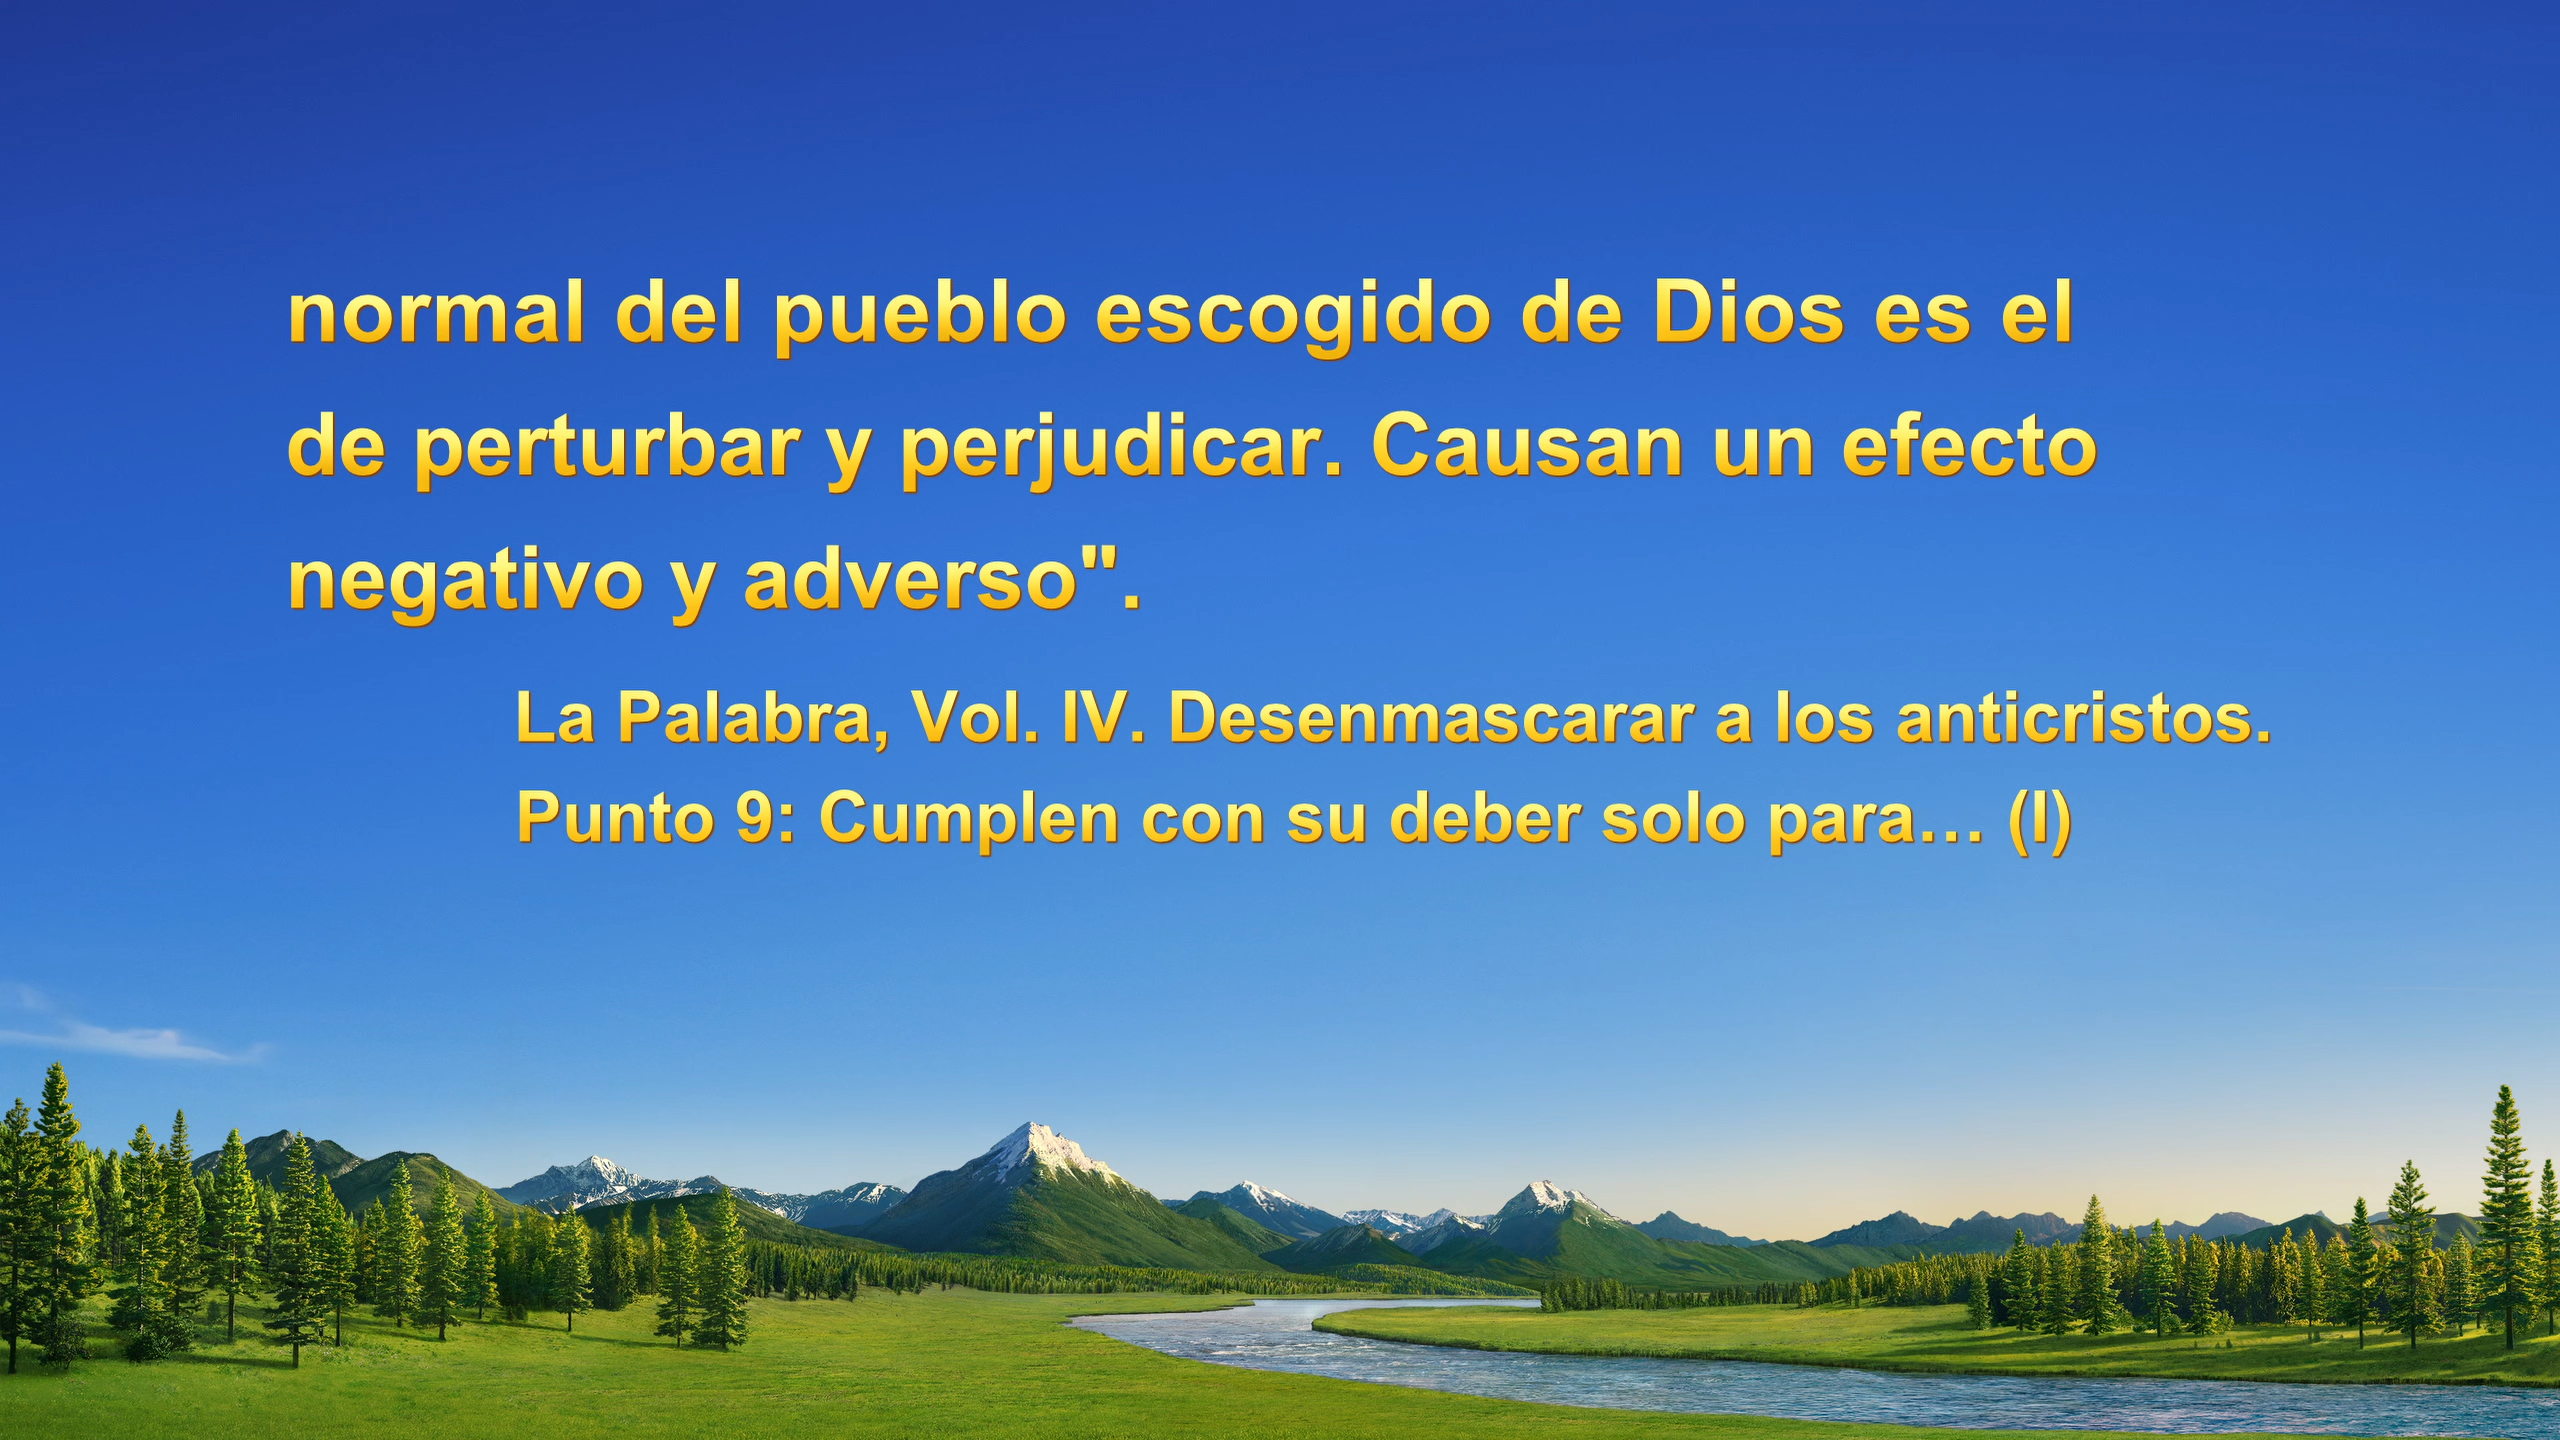 normal del pueblo escogido de Dios es el
de perturbar y perjudicar. Causan un efecto
negativo y adverso".
La Palabra, Vol. IV. Desenmascarar a los anticristos.
Punto 9: Cumplen con su deber solo para… (I)